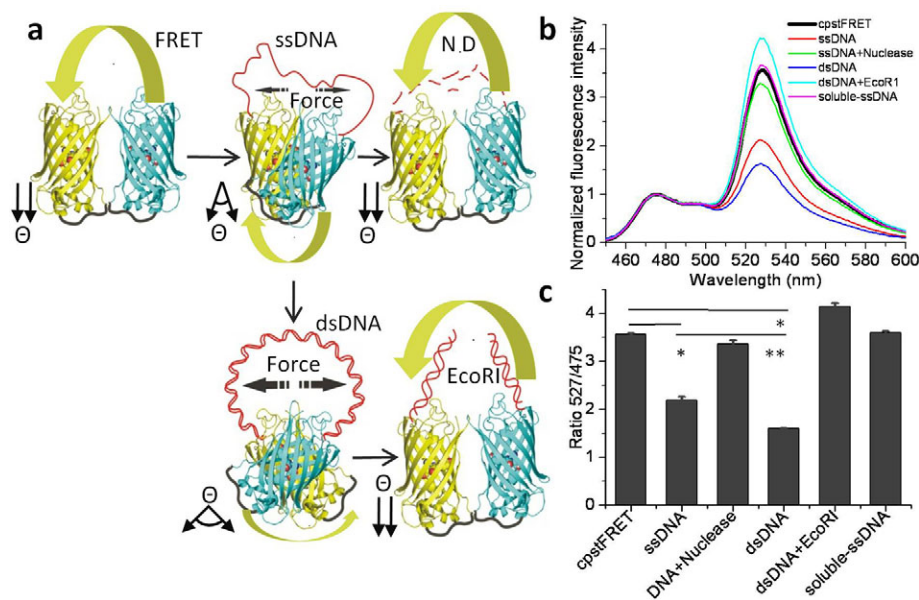 a
FRET
ssDNA
N.D
Force
Θ
Θ
Θ
dsDNA
Force
EcoRI
Θ
Θ
b
Normalized fluorescence intensity
4
3
2
1
0
cpstFRET
ssDNA
ssDNA+Nuclease
dsDNA
dsDNA+EcoR1
soluble-ssDNA
460 480 500 520 540 560 580 600
Wavelength (nm)
c
Ratio 527/475
4
3
2
1
0
*
* **
cpstFRET
ssDNA
DNA+Nuclease
dsDNA
dsDNA+EcoRI
soluble-ssDNA